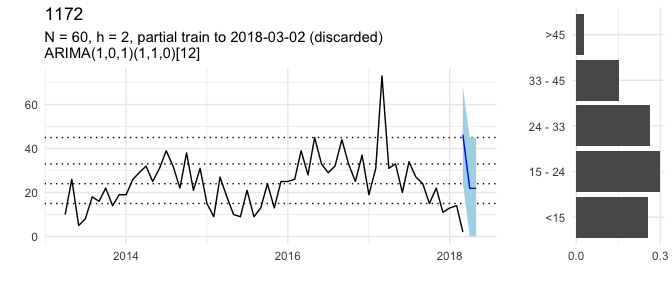 1172
N = 60, h = 2, partial train to 2018-03-02 (discarded)
ARIMA(1,0,1)(1,1,0)[12]
60
40
20
0
2014
2016
2018
>45
33 - 45
24 - 33
15 - 24
<15
0.0
0.3